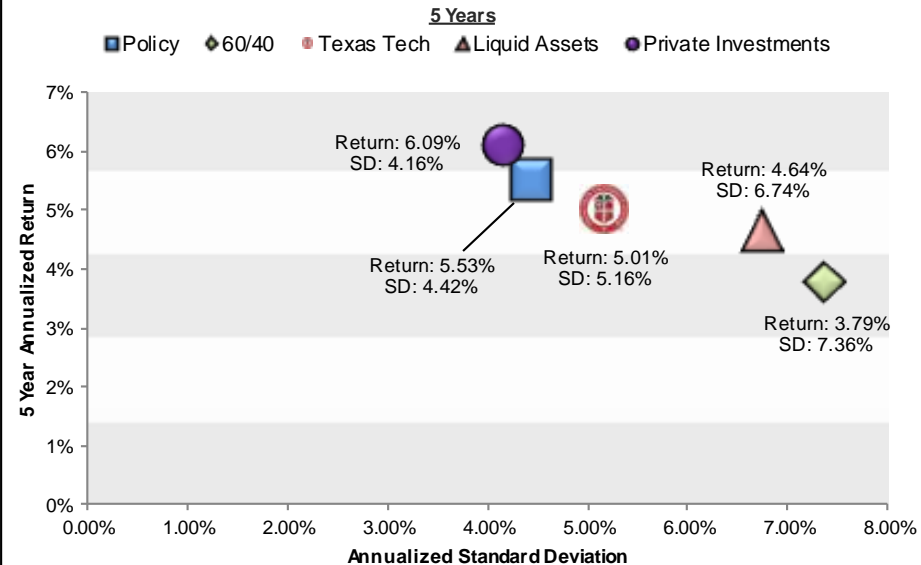 5 Years
Policy 60/40 Texas Tech Liquid Assets Private Investments
7%
6%
5%
4%
3%
2%
1%
0%
5 Year Annualized Return
Return: 6.09%
SD: 4.16%
Return: 4.64%
SD: 6.74%
Return: 5.53%
SD: 4.42%
Return: 5.01%
SD: 5.16%
Return: 3.79%
SD: 7.36%
0.00% 1.00% 2.00% 3.00% 4.00% 5.00% 6.00% 7.00% 8.00%
Annualized Standard Deviation